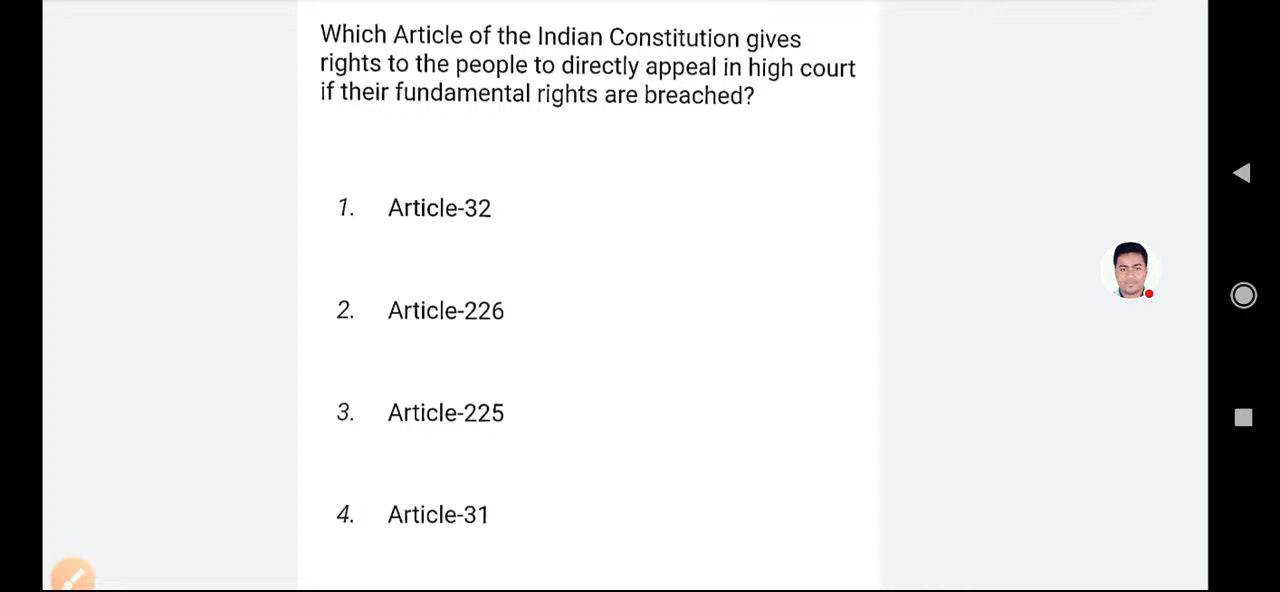 Which Article of the Indian Constitution gives
rights to the people to directly appeal in high court
if their fundamental rights are breached?
1. Article-32
2. Article-226
3. Article-225
4. Article-31